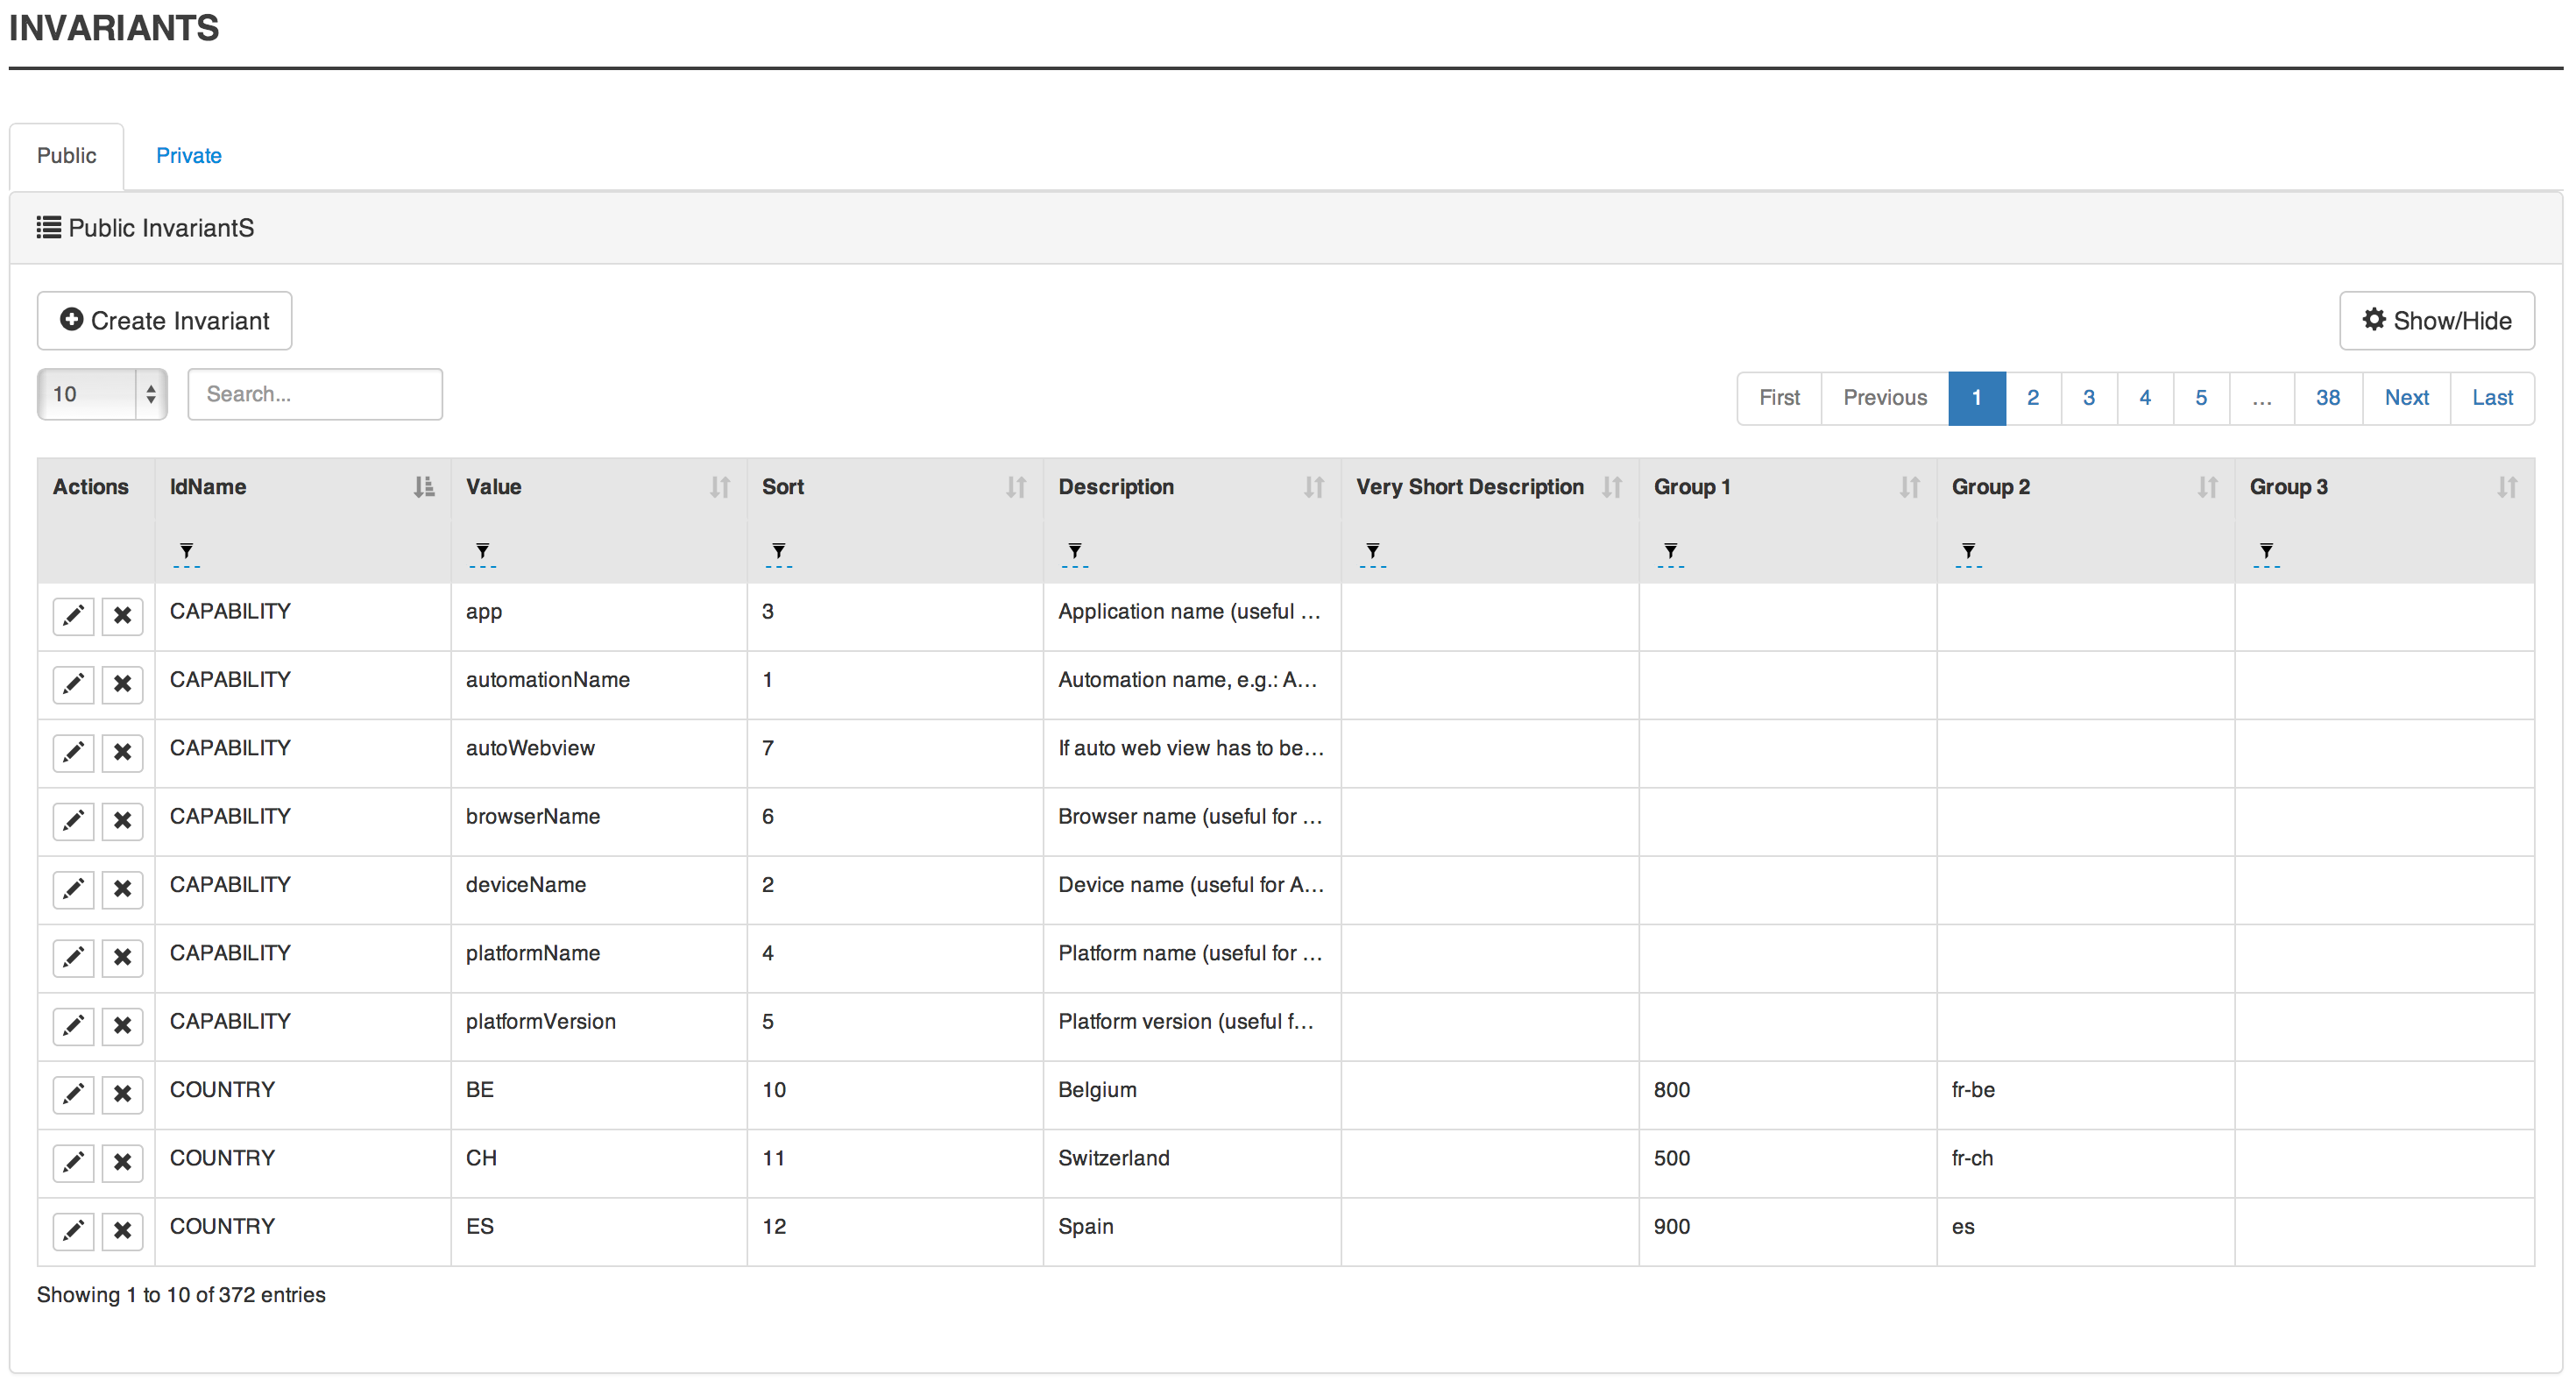 INVARIANTS
Public Private
Public InvariantS
Create Invariant Show/Hide
10 Search... First Previous 1 2 3 4 5 … 38 Next Last
Actions IdName Value Sort Description Very Short Description Group 1 Group 2 Group 3
CAPABILITY app 3 Application name (useful …
CAPABILITY automationName 1 Automation name, e.g.: A…
CAPABILITY autoWebview 7 If auto web view has to be…
CAPABILITY browserName 6 Browser name (useful for …
CAPABILITY deviceName 2 Device name (useful for A…
CAPABILITY platformName 4 Platform name (useful for …
CAPABILITY platformVersion 5 Platform version (useful f…
COUNTRY BE 10 Belgium 800 fr-be
COUNTRY CH 11 Switzerland 500 fr-ch
COUNTRY ES 12 Spain 900 es
Showing 1 to 10 of 372 entries